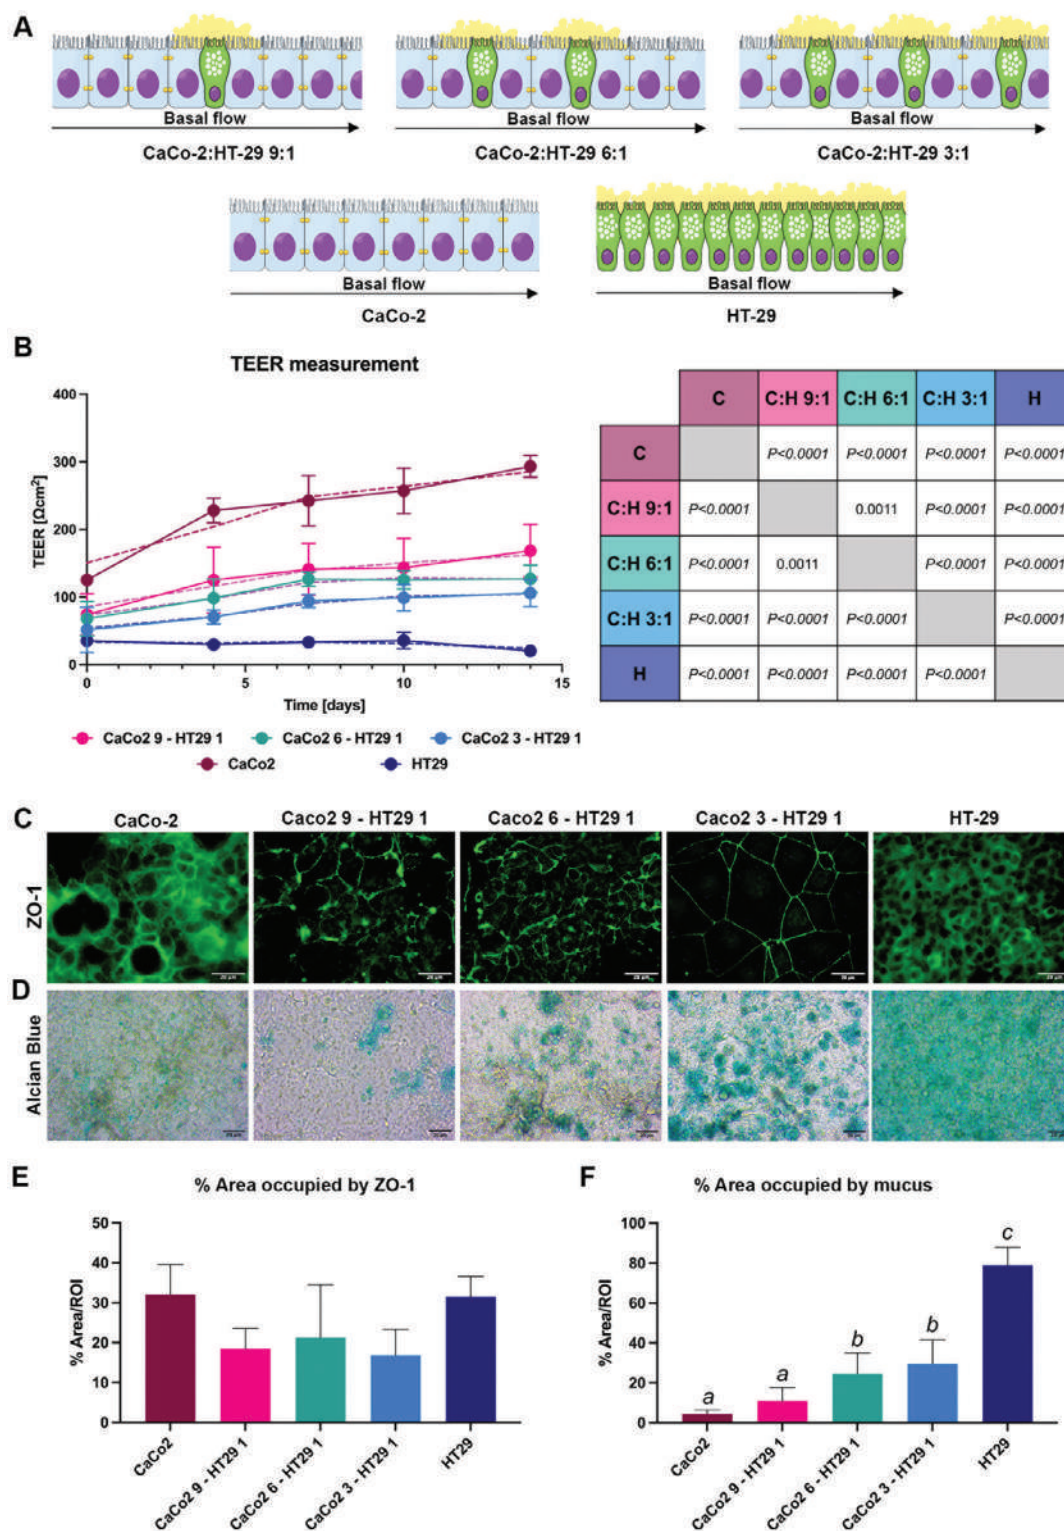 A
Basal flow
Basal flow
Basal flow
CaCo-2:HT-29 9:1
CaCo-2:HT-29 6:1
CaCo-2:HT-29 3:1
Basal flow
Basal flow
CaCo-2
HT-29
B
TEER measurement
400
300
200
100
0
TEER [Ωcm²]
0
5
10
15
Time [days]
CaCo2 9 - HT29 1
CaCo2 6 - HT29 1
CaCo2 3 - HT29 1
CaCo2
HT29
C C:H 9:1 C:H 6:1 C:H 3:1 H
C P<0.0001 P<0.0001 P<0.0001 P<0.0001
C:H 9:1 P<0.0001 0.0011 P<0.0001 P<0.0001
C:H 6:1 P<0.0001 0.0011 P<0.0001 P<0.0001
C:H 3:1 P<0.0001 P<0.0001 P<0.0001 P<0.0001
H P<0.0001 P<0.0001 P<0.0001 P<0.0001
C
CaCo-2
Caco2 9 - HT29 1
Caco2 6 - HT29 1
Caco2 3 - HT29 1
HT-29
ZO-1
D
Alcian Blue
E
% Area occupied by ZO-1
50
40
30
20
10
0
% Area/ROI
CaCo2
CaCo2 9 - HT29 1
CaCo2 6 - HT29 1
CaCo2 3 - HT29 1
HT29
F
% Area occupied by mucus
100
80
60
40
20
0
% Area/ROI
a
a
b
b
c
CaCo2
CaCo2 9 - HT29 1
CaCo2 6 - HT29 1
CaCo2 3 - HT29 1
HT29